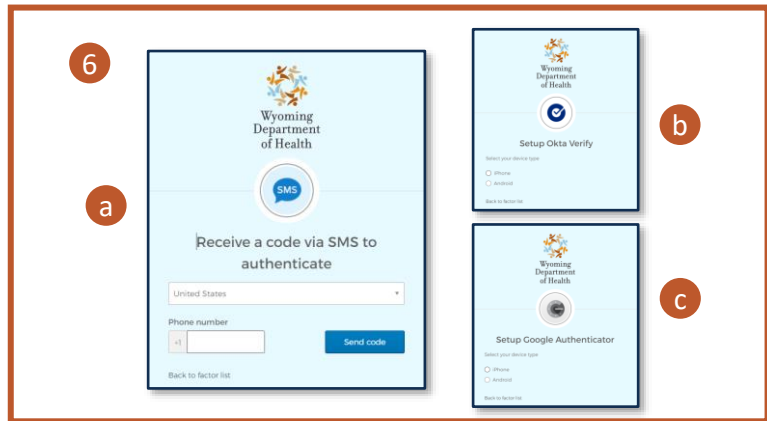 6
a
Wyoming
Department
of Health
SMS
Receive a code via SMS to
authenticate
United States
Phone number
+1
Send code
Back to factor list
b
Wyoming
Department
of Health
Setup Okta Verify
Select your device type
iPhone
Android
Back to factor list
c
Wyoming
Department
of Health
Setup Google Authenticator
Select your device type
iPhone
Android
Back to factor list